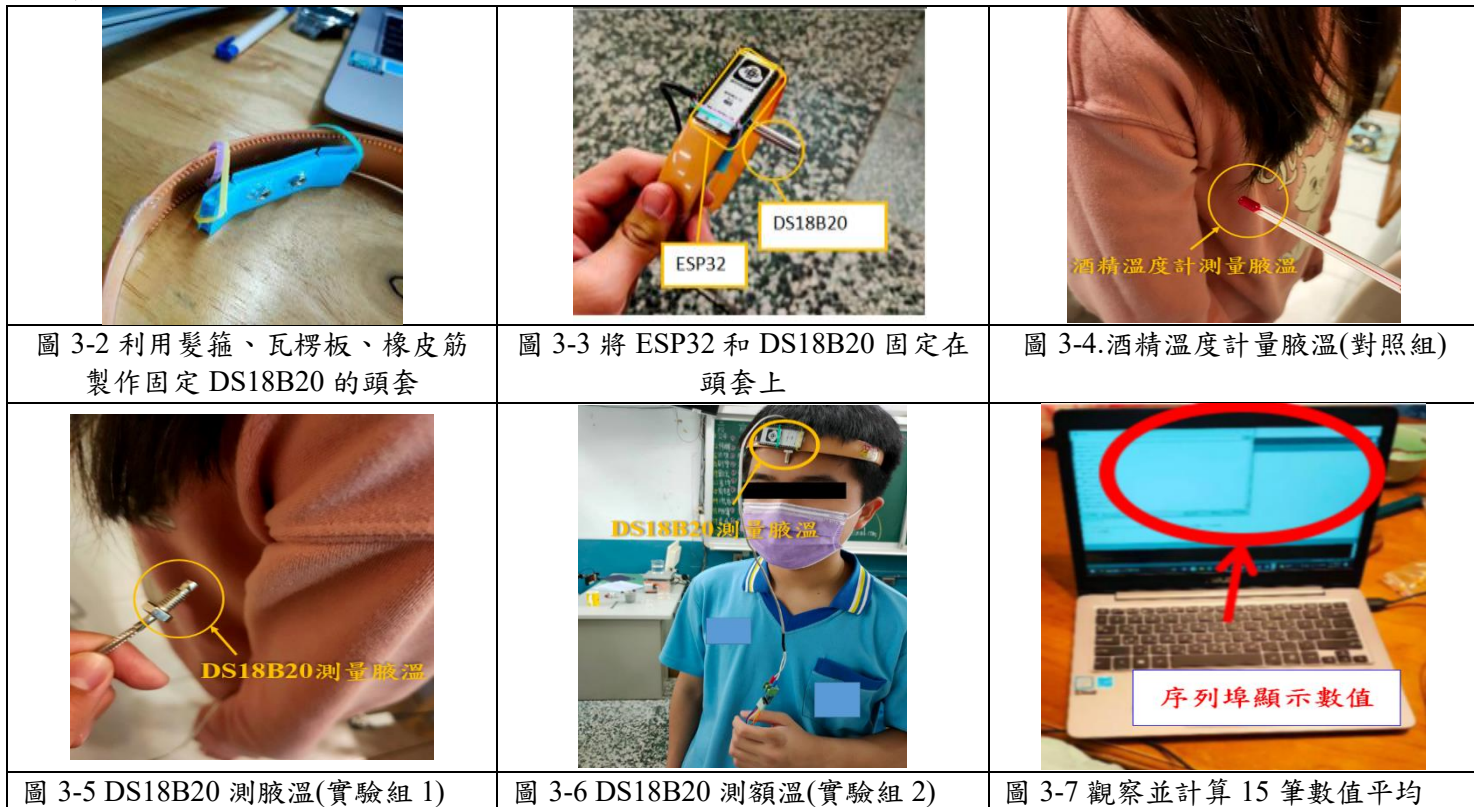 DS18B20
ESP32
酒精溫度計測量腋溫
圖 3-2 利用髮箍、瓦楞板、橡皮筋
製作固定 DS18B20 的頭套
圖 3-3 將 ESP32 和 DS18B20 固定在
頭套上
圖 3-4.酒精溫度計量腋溫(對照組)
DS18B20測量腋溫
DS18B20測量腋溫
序列埠顯示數值
圖 3-5 DS18B20 測腋溫(實驗組 1)
圖 3-6 DS18B20 測額溫(實驗組 2)
圖 3-7 觀察並計算 15 筆數值平均